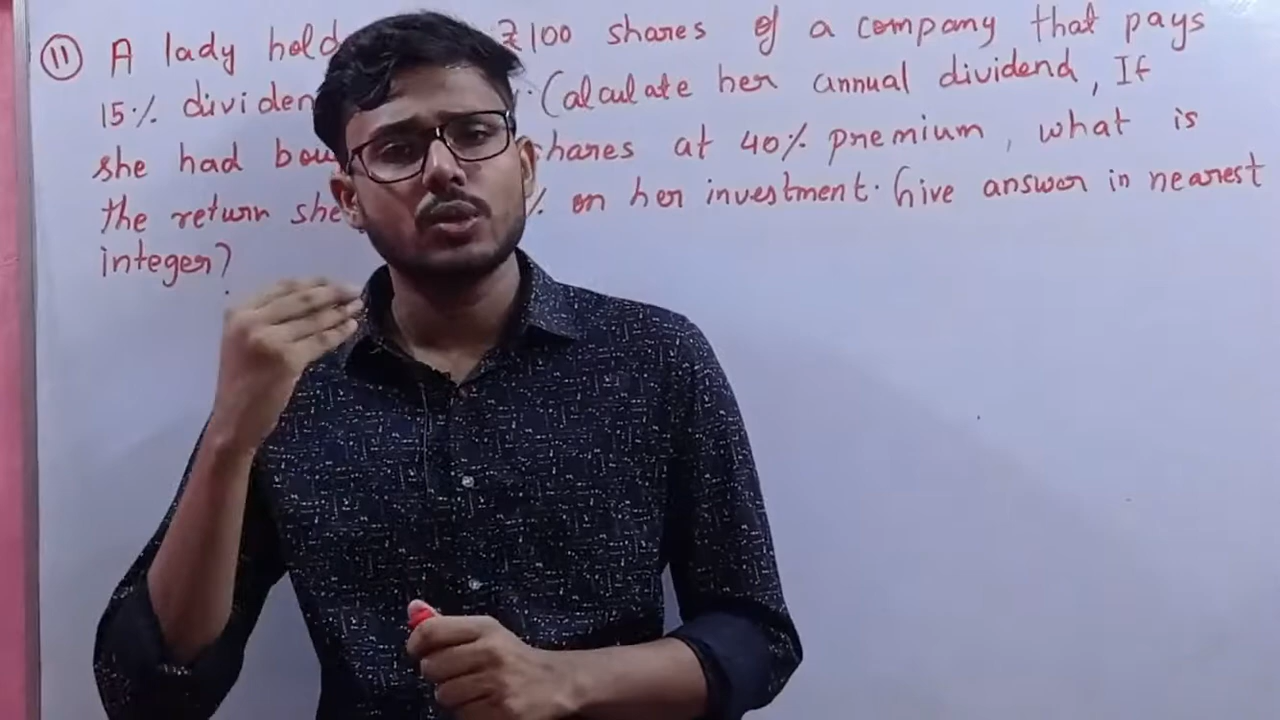 11 A lady hold ₹100 shares of a company that pays
15% dividen . Calculate her annual dividend, If
she had bou shares at 40% premium, what is
the return she % on her investment. Give answer in nearest
integer?